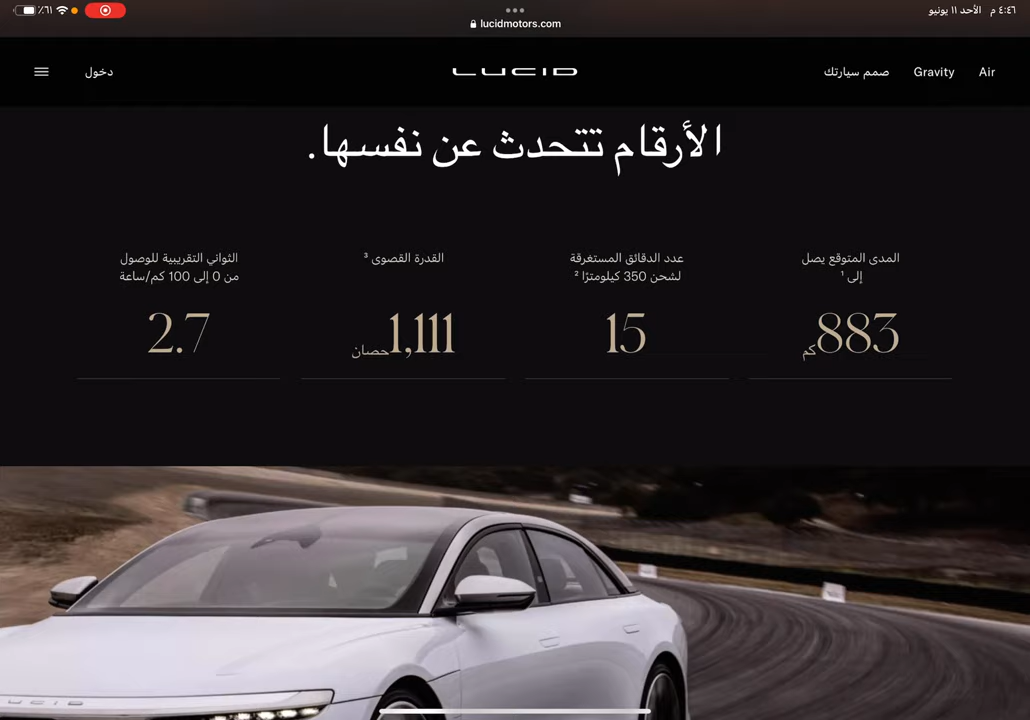 ٤:٤٦ م الأحد ١١ يونيو
٪٦١
lucidmotors.com
Air
Gravity
صمم سيارتك
LUCID
دخول
الأرقام تتحدث عن نفسها.
المدى المتوقع يصل
إلى ¹
883كم
عدد الدقائق المستغرقة
لشحن 350 كيلومترًا ²
15
القدرة القصوى ³
1,111حصان
الثواني التقريبية للوصول
من 0 إلى 100 كم/ساعة
2.7
UCID